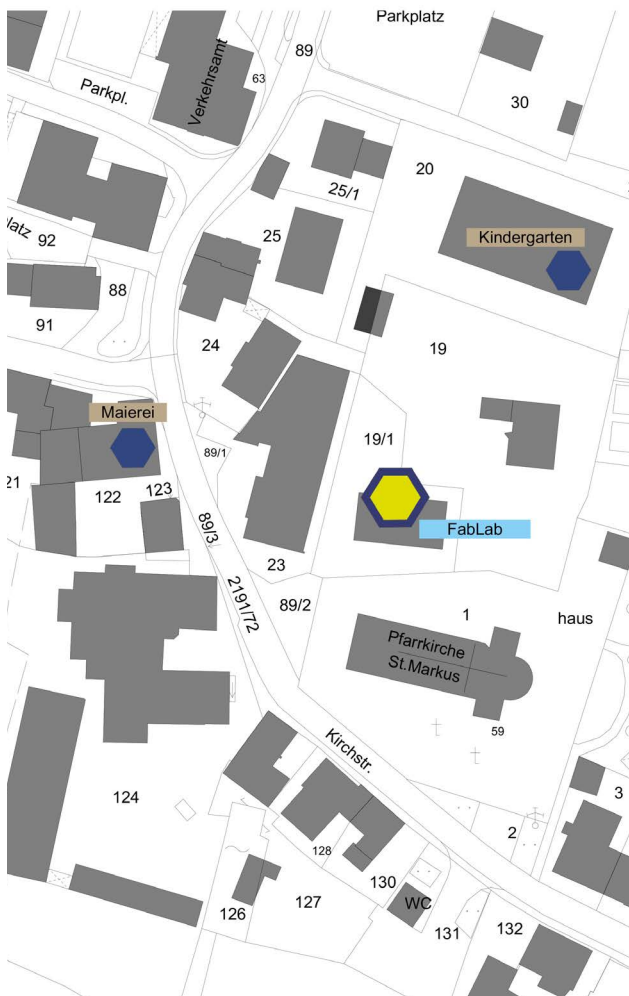 Parkplatz
89
63
Verkehrsamt
Parkpl.
30
20
25/1
platz
92
25
Kindergarten
88
91
24
19
Maierei
19/1
89/1
21
122
123
89/3
FabLab
23
2191/72
89/2
1
haus
Pfarrkirche
St.Markus
59
Kirchstr.
124
3
2
128
130
126
127
WC
131
132